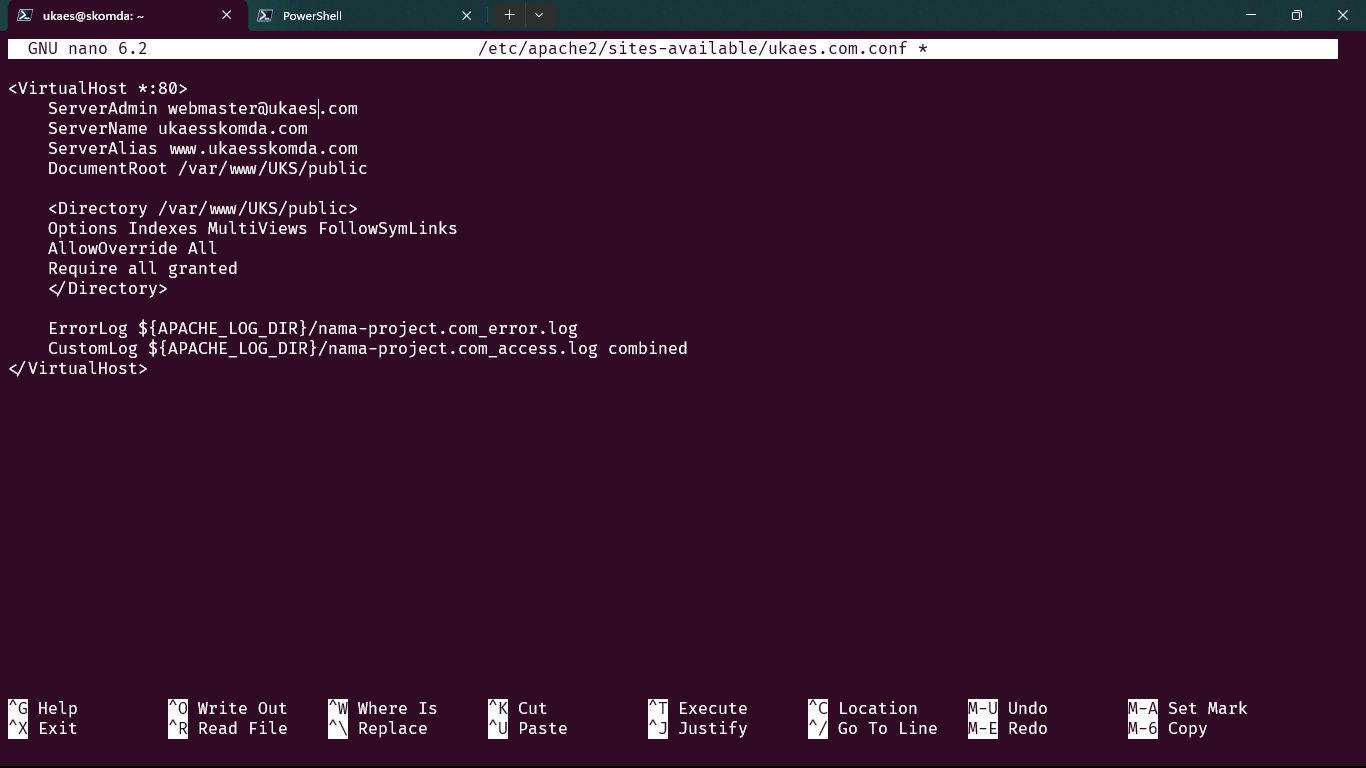 ukaes@skomda: ~
PowerShell
GNU nano 6.2 /etc/apache2/sites-available/ukaes.com.conf *
<VirtualHost *:80>
    ServerAdmin webmaster@ukaes.com
    ServerName ukaesskomda.com
    ServerAlias www.ukaesskomda.com
    DocumentRoot /var/www/UKS/public
    <Directory /var/www/UKS/public>
    Options Indexes MultiViews FollowSymLinks
    AllowOverride All
    Require all granted
    </Directory>
    ErrorLog ${APACHE_LOG_DIR}/nama-project.com_error.log
    CustomLog ${APACHE_LOG_DIR}/nama-project.com_access.log combined
</VirtualHost>
^G Help ^O Write Out ^W Where Is ^K Cut ^T Execute ^C Location M-U Undo M-A Set Mark
^X Exit ^R Read File ^\ Replace ^U Paste ^J Justify ^/ Go To Line M-E Redo M-6 Copy